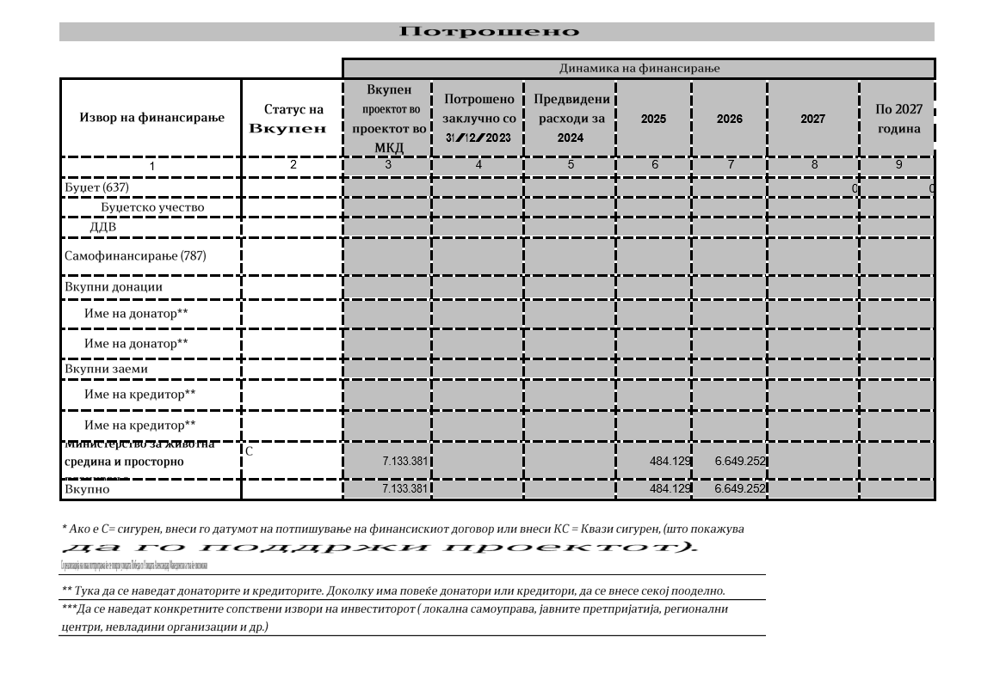 Потрошено
Динамика на финансирање
Извор на финансирање
Статус на
Вкупен
Вкупен
проектот во
проектот во
МКД
Потрошено
заклучно со
31/12/2023
Предвидени
расходи за
2024
2025
2026
2027
По 2027
година
1 2 3 4 5 6 7 8 9
Буџет (637) 0 0
Буџетско учество
ДДВ
Самофинансирање (787)
Вкупни донации
Име на донатор**
Име на донатор**
Вкупни заеми
Име на кредитор**
Име на кредитор**
Министерство за животна
средина и просторно
С 7.133.381 484.129 6.649.252
Вкупно 7.133.381 484.129 6.649.252
* Ако е С= сигурен, внеси го датумот на потпишување на финансискиот договор или внеси КС = Квази сигурен, (што покажува
да го поддржи проектот).
** Тука да се наведат донаторите и кредиторите. Доколку има повеќе донатори или кредитори, да се внесе секој пооделно.
***Да се наведат конкретните сопствени извори на инвеститорот ( локална самоуправа, јавните претпријатија, регионални
центри, невладини организации и др.)